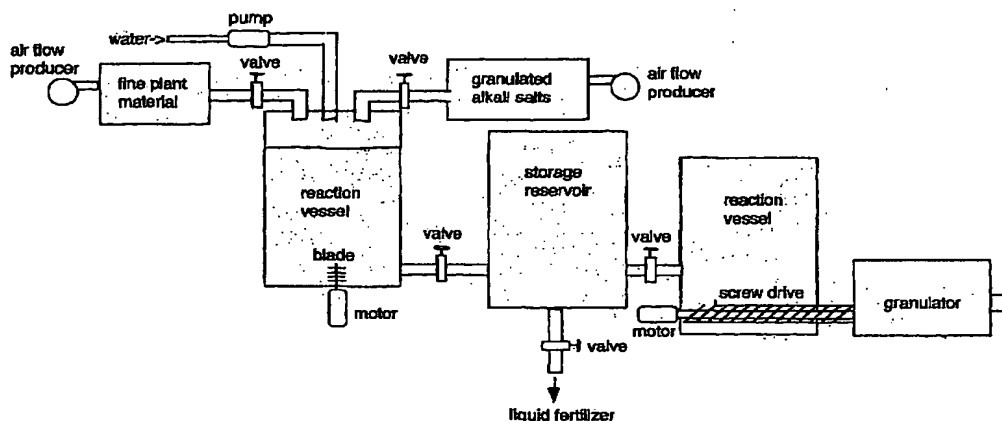 pump
water->
air flow
producer
valve
fine plant
material
valve
granulated
alkali salts
air flow
producer
reaction
vessel
blade
motor
valve
storage
reservoir
valve
reaction
vessel
screw drive
motor
granulator
valve
liquid fertilizer